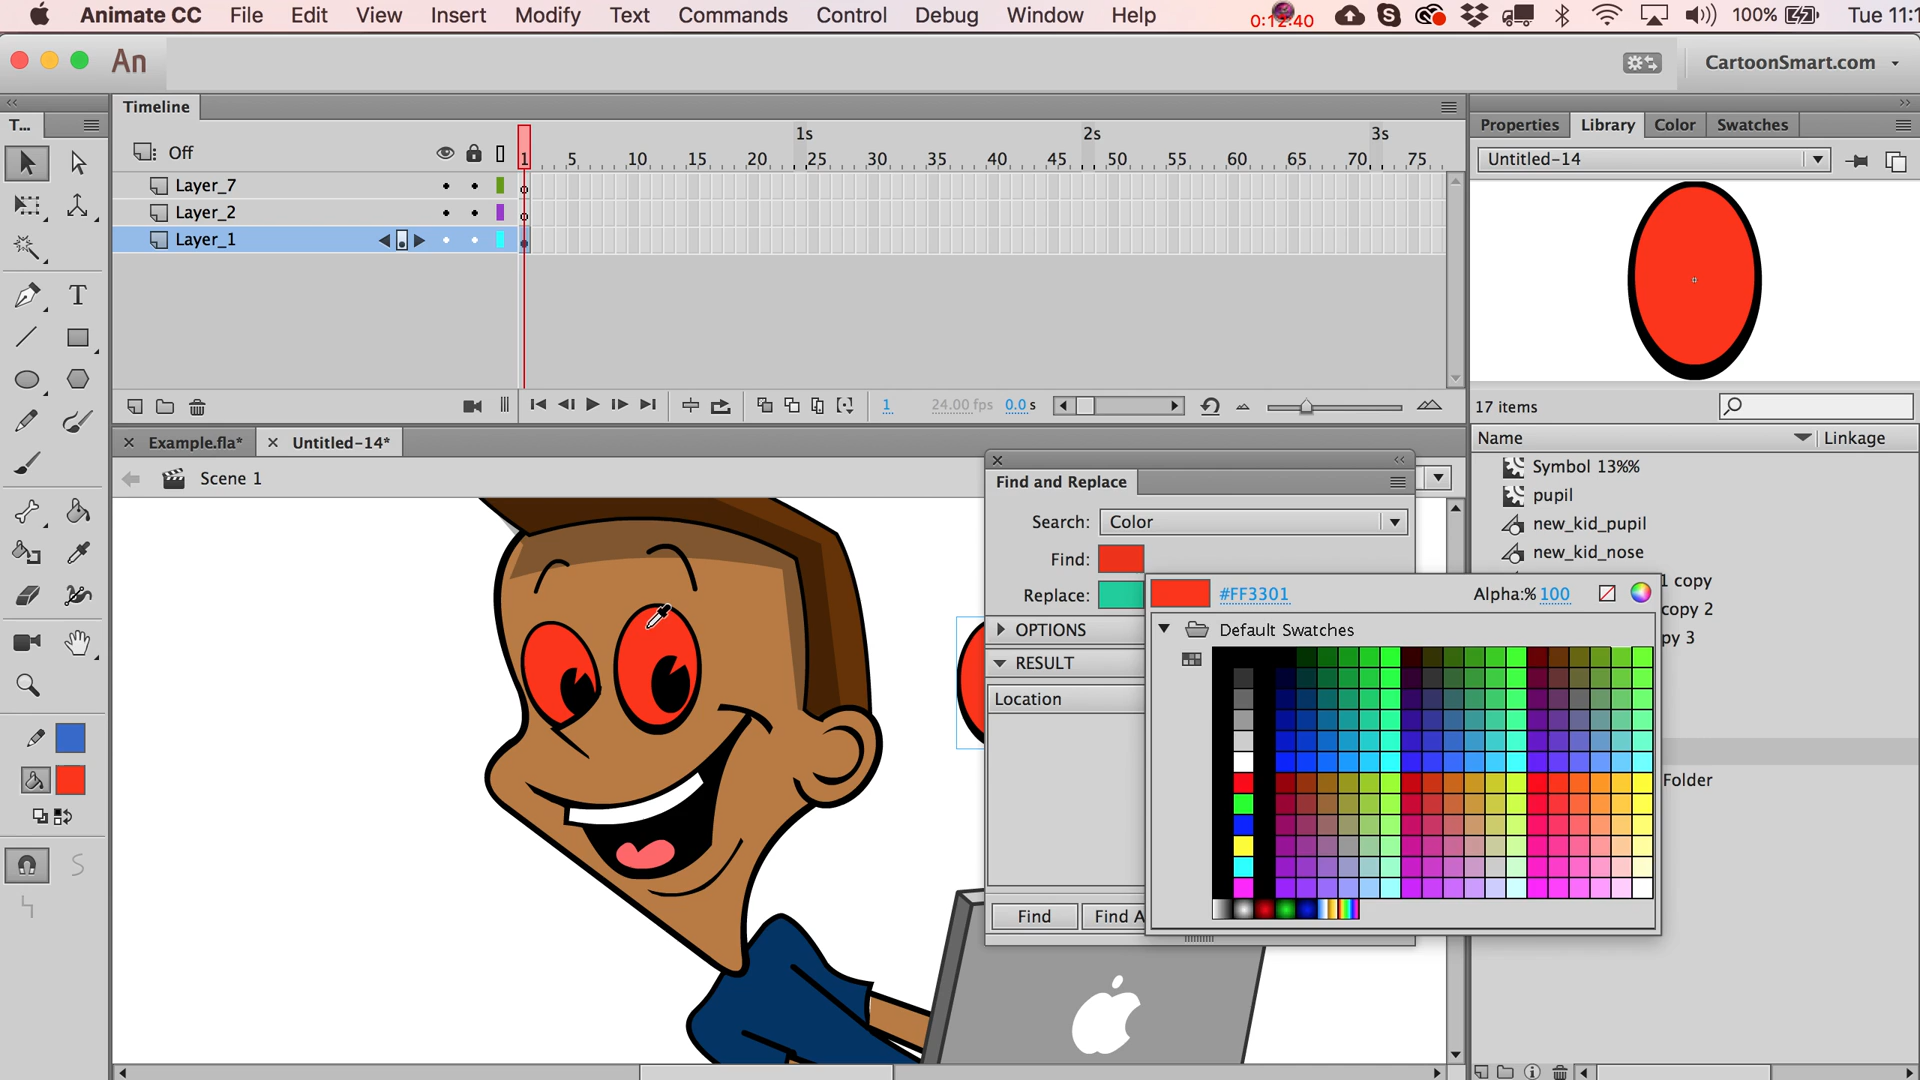 Animate CC File Edit View Insert Modify Text Commands Control Debug Window Help 0:12:40 100% Tue 11:1
An CartoonSmart.com
T... Timeline Properties Library Color Swatches
Off 1s 2s 3s
1 5 10 15 20 25 30 35 40 45 50 55 60 65 70 75
Untitled-14
Layer_7
Layer_2
Layer_1
1 24.00 fps 0.0 s
17 items
Example.fla* Untitled-14*
Name Linkage
Scene 1
Symbol 13%%
pupil
new_kid_pupil
new_kid_nose
1 copy
copy 2
py 3
Folder
Find and Replace
Search: Color
Find:
Replace:
OPTIONS
RESULT
Location
Find Find A
#FF3301 Alpha:% 100
Default Swatches
T